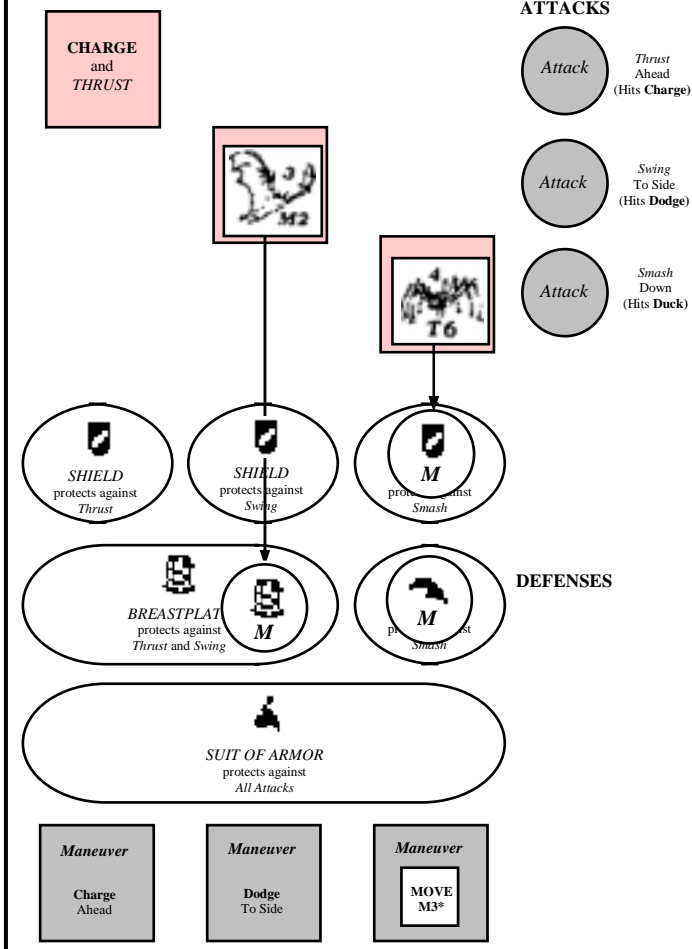 ATTACKS
CHARGE
and
THRUST
Attack
Thrust
Ahead
(Hits Charge)
3
M2
Attack
Swing
To Side
(Hits Dodge)
4
T6
Attack
Smash
Down
(Hits Duck)
SHIELD
protects against
Thrust
SHIELD
protects against
Swing
M
Smash
BREASTPLAT
protects against
Thrust and Swing
M
M
Smash
DEFENSES
SUIT OF ARMOR
protects against
All Attacks
Maneuver
Charge
Ahead
Maneuver
Dodge
To Side
Maneuver
MOVE
M3*